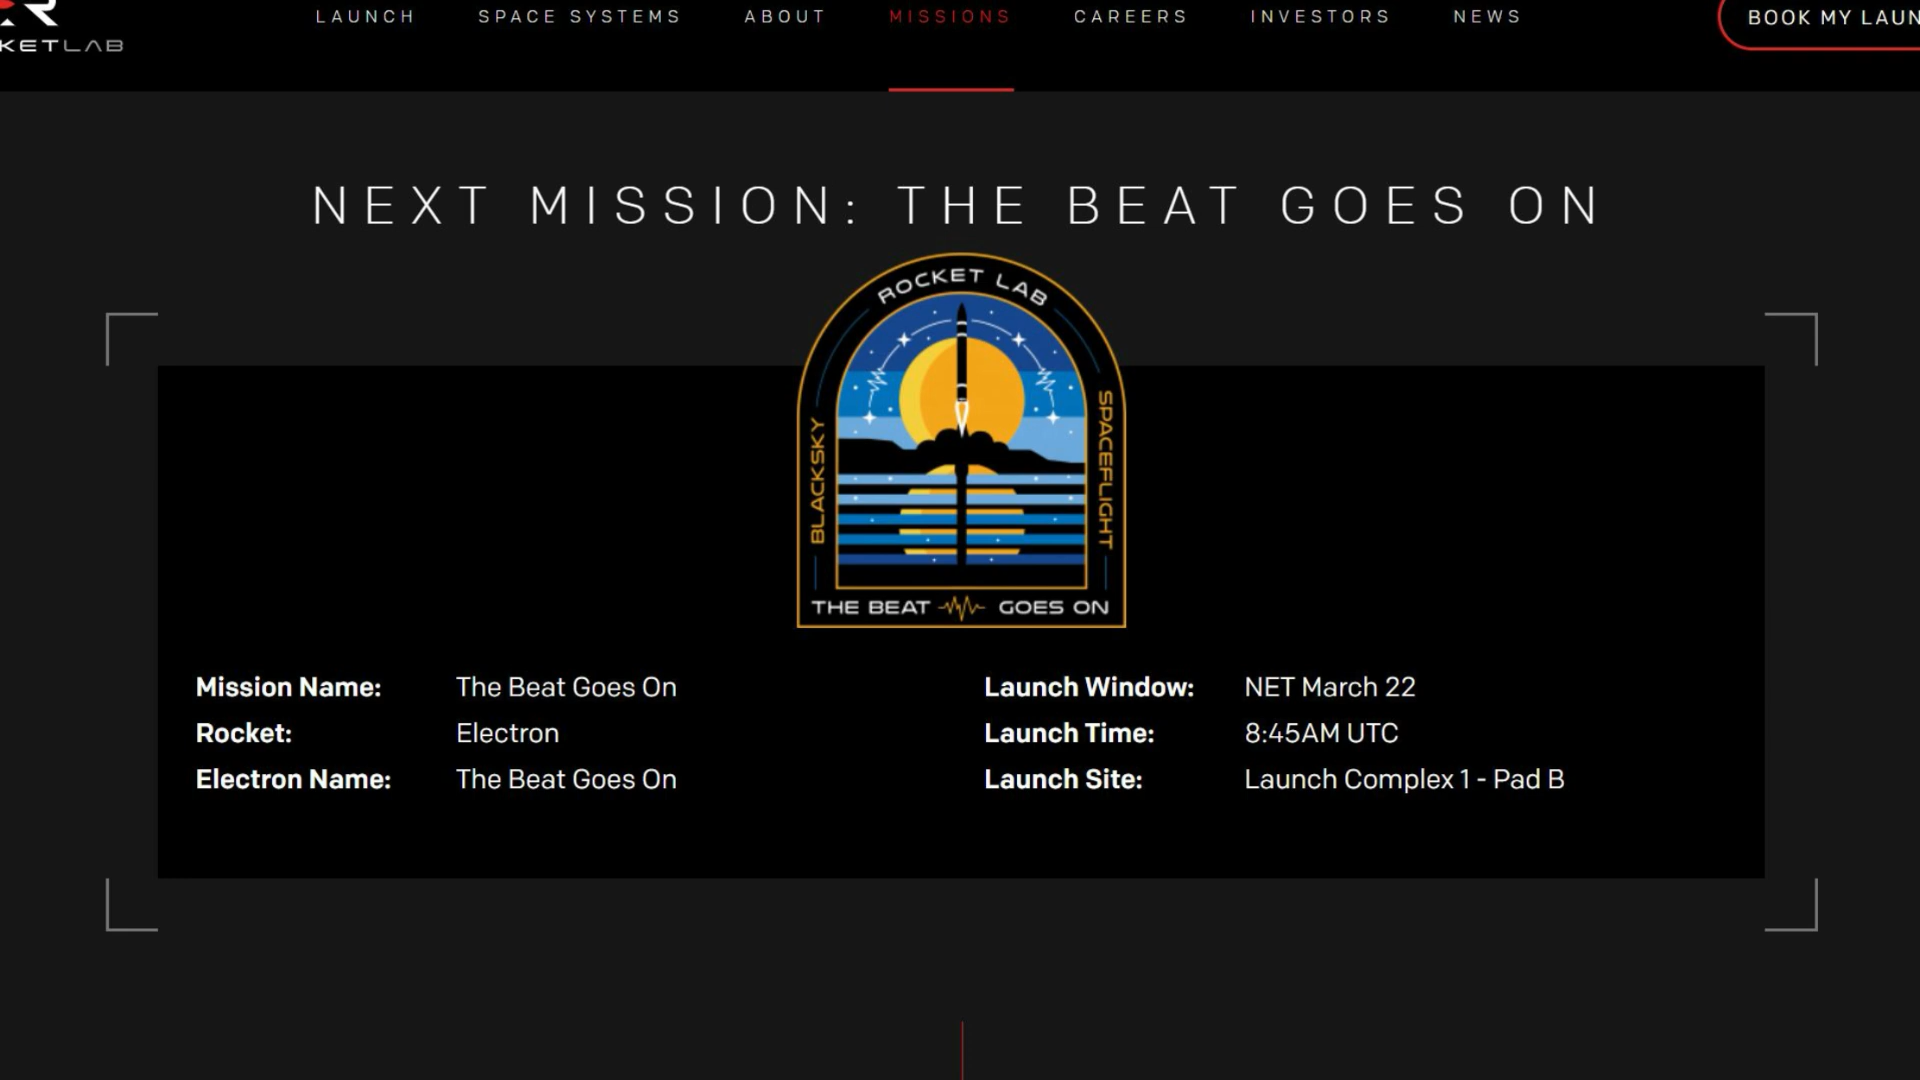 LAUNCH SPACE SYSTEMS ABOUT MISSIONS CAREERS INVESTORS NEWS
BOOK MY LAUN
KETLAB
NEXT MISSION: THE BEAT GOES ON
ROCKET LAB
BLACKSKY
SPACEFLIGHT
THE BEAT GOES ON
Mission Name: The Beat Goes On
Rocket: Electron
Electron Name: The Beat Goes On
Launch Window: NET March 22
Launch Time: 8:45AM UTC
Launch Site: Launch Complex 1 - Pad B